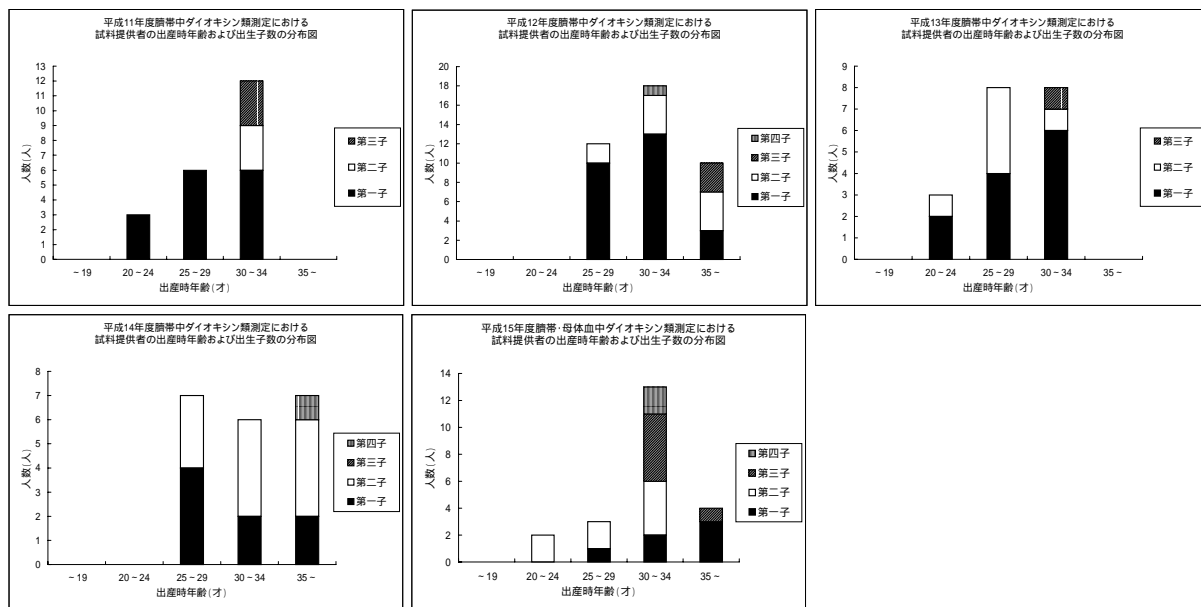 平成11年度臍帯中ダイオキシン類測定における
試料提供者の出産時年齢および出生子数の分布図
13
12
11
10
9
8
7
6
5
4
3
2
1
0
人数(人)
~19
20~24
25~29
30~34
35~
出産時年齢(才)
第三子
第二子
第一子
平成12年度臍帯中ダイオキシン類測定における
試料提供者の出産時年齢および出生子数の分布図
20
18
16
14
12
10
8
6
4
2
0
人数(人)
~19
20~24
25~29
30~34
35~
出産時年齢(才)
第四子
第三子
第二子
第一子
平成13年度臍帯中ダイオキシン類測定における
試料提供者の出産時年齢および出生子数の分布図
9
8
7
6
5
4
3
2
1
0
人数(人)
~19
20~24
25~29
30~34
35~
出産時年齢(才)
第三子
第二子
第一子
平成14年度臍帯中ダイオキシン類測定における
試料提供者の出産時年齢および出生子数の分布図
8
7
6
5
4
3
2
1
0
人数(人)
~19
20~24
25~29
30~34
35~
出産時年齢(才)
第四子
第三子
第二子
第一子
平成15年度臍帯・母体血中ダイオキシン類測定における
試料提供者の出産時年齢および出生子数の分布図
14
12
10
8
6
4
2
0
人数(人)
~19
20~24
25~29
30~34
35~
出産時年齢(才)
第四子
第三子
第二子
第一子